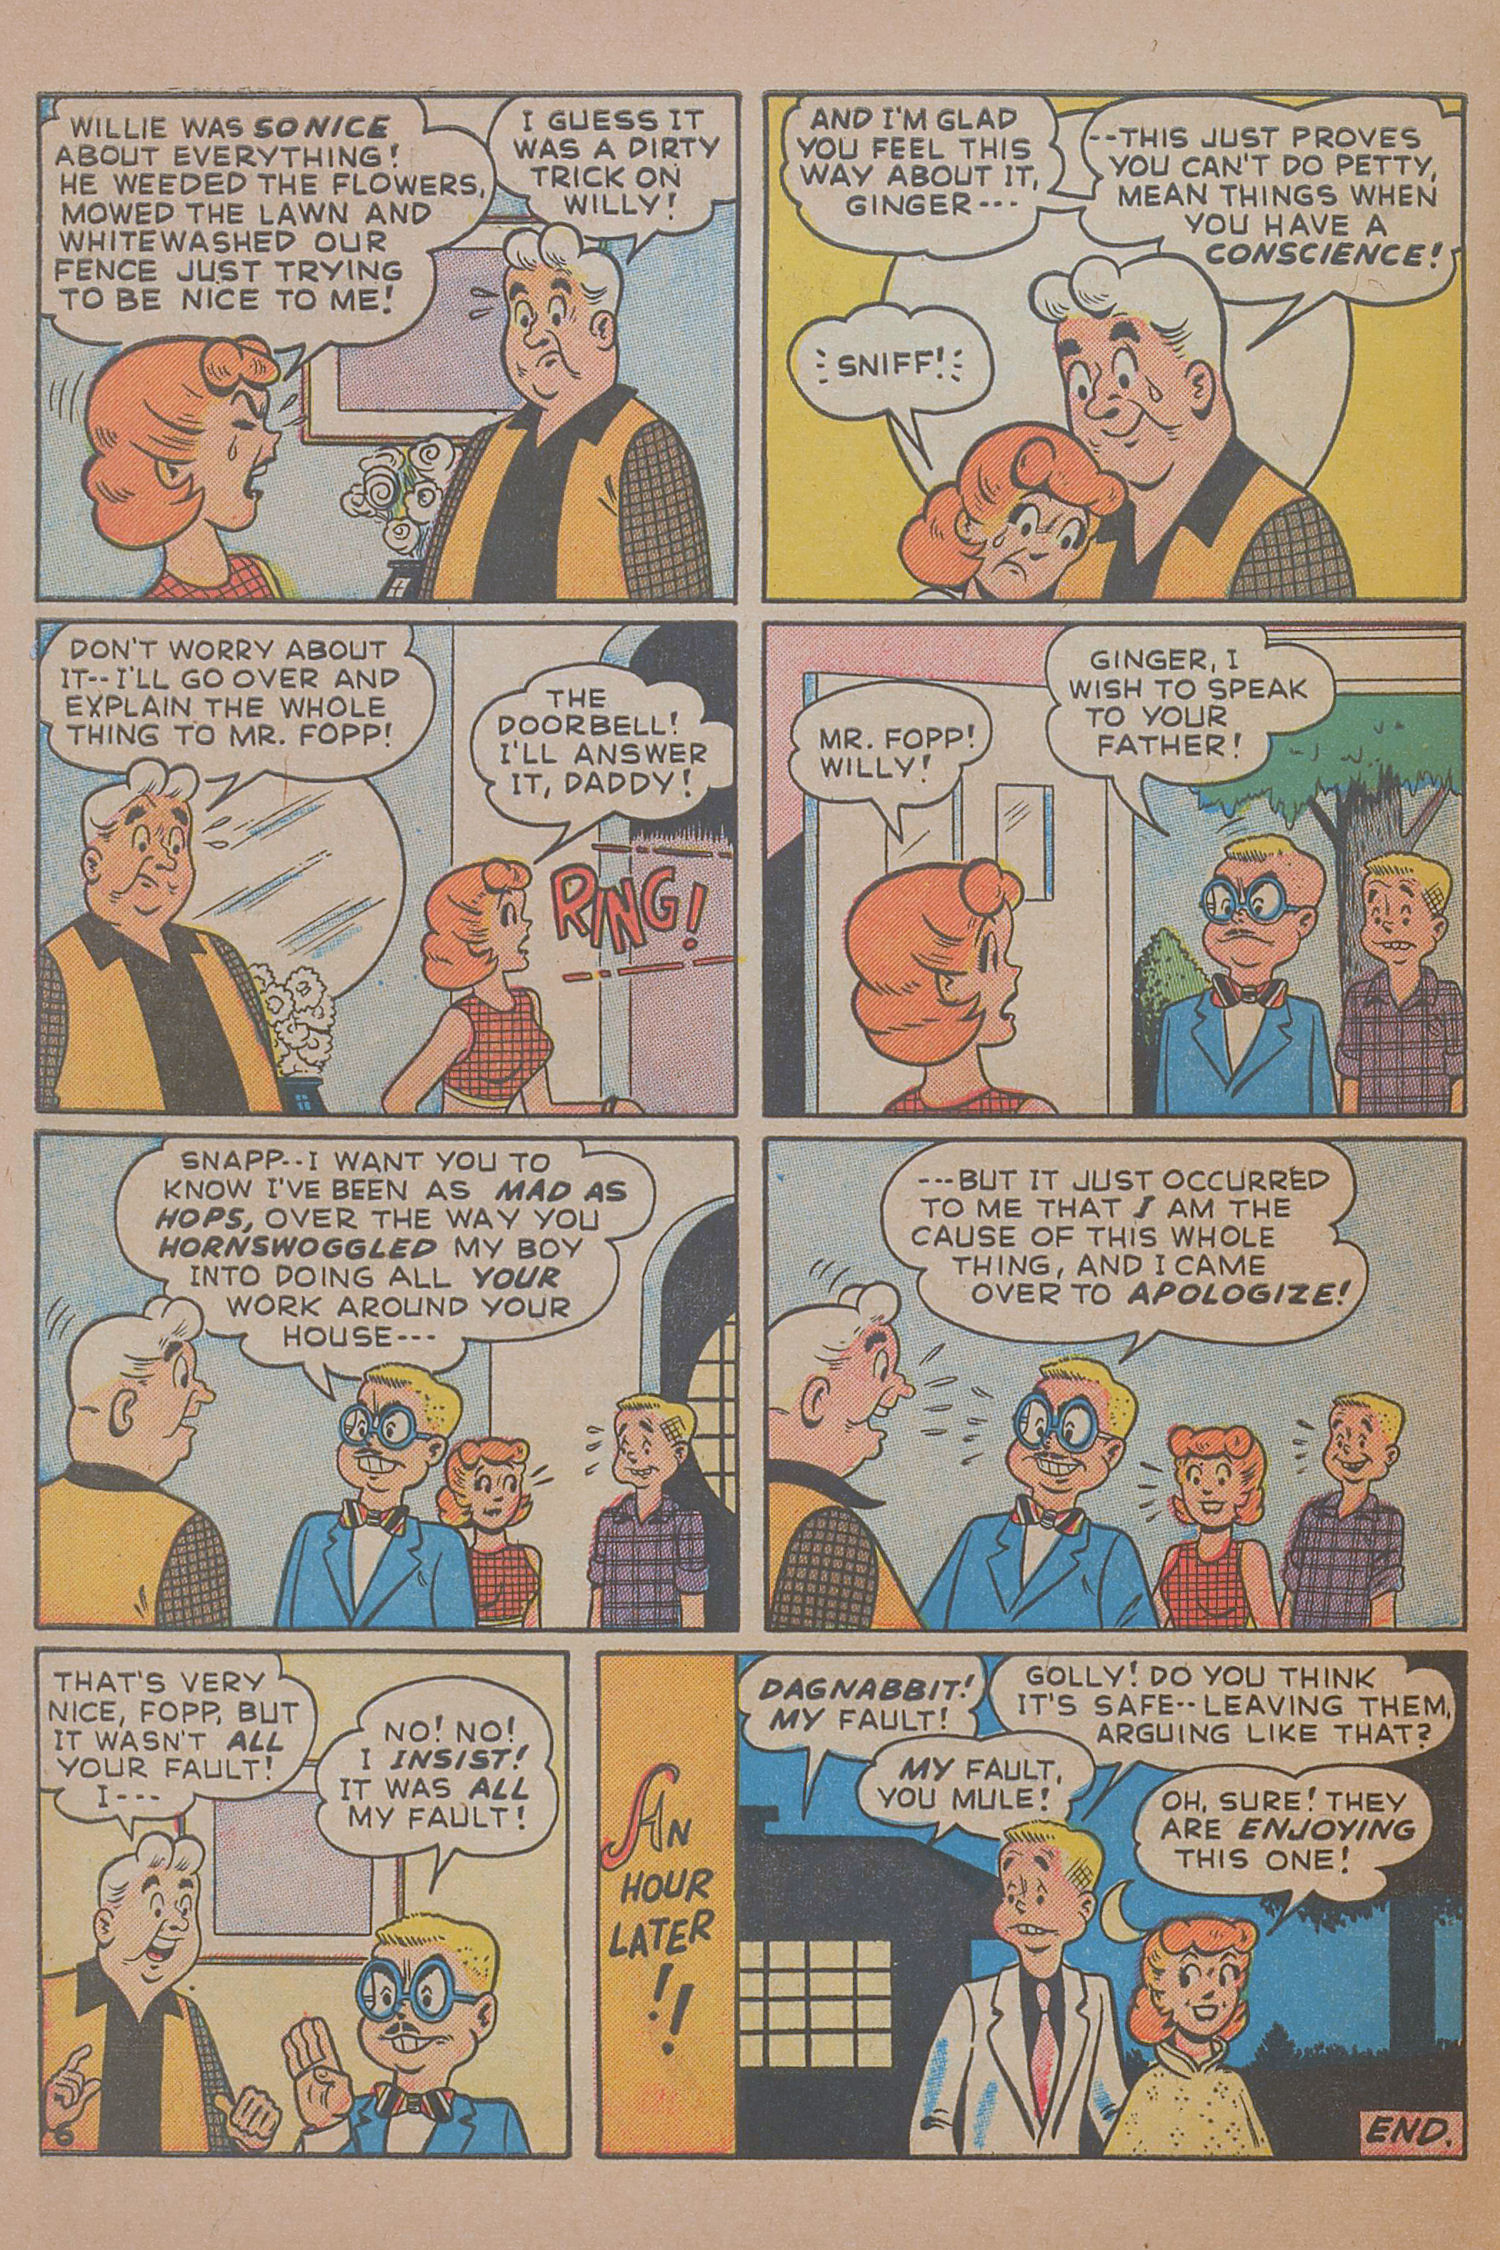 WILLIE WAS SO NICE
ABOUT EVERYTHING!
HE WEEDED THE FLOWERS,
MOWED THE LAWN AND
WHITEWASHED OUR
FENCE JUST TRYING
TO BE NICE TO ME!
I GUESS IT
WAS A DIRTY
TRICK ON
WILLY!
AND I'M GLAD
YOU FEEL THIS
WAY ABOUT IT,
GINGER---
--THIS JUST PROVES
YOU CAN'T DO PETTY,
MEAN THINGS WHEN
YOU HAVE A
CONSCIENCE!
SNIFF!
DON'T WORRY ABOUT
IT--I'LL GO OVER AND
EXPLAIN THE WHOLE
THING TO MR. FOPP!
THE
DOORBELL!
I'LL ANSWER
IT, DADDY!
RING!
MR. FOPP!
WILLY!
GINGER, I
WISH TO SPEAK
TO YOUR
FATHER!
SNAPP--I WANT YOU TO
KNOW I'VE BEEN AS MAD AS
HOPS, OVER THE WAY YOU
HORNSWOGGLED MY BOY
INTO DOING ALL YOUR
WORK AROUND YOUR
HOUSE---
---BUT IT JUST OCCURRED
TO ME THAT I AM THE
CAUSE OF THIS WHOLE
THING, AND I CAME
OVER TO APOLOGIZE!
THAT'S VERY
NICE, FOPP, BUT
IT WASN'T ALL
YOUR FAULT!
I---
NO! NO!
I INSIST!
IT WAS ALL
MY FAULT!
6
AN
HOUR
LATER
!!
DAGNABBIT!
MY FAULT!
MY FAULT,
YOU MULE!
GOLLY! DO YOU THINK
IT'S SAFE--LEAVING THEM,
ARGUING LIKE THAT?
OH, SURE! THEY
ARE ENJOYING
THIS ONE!
END.